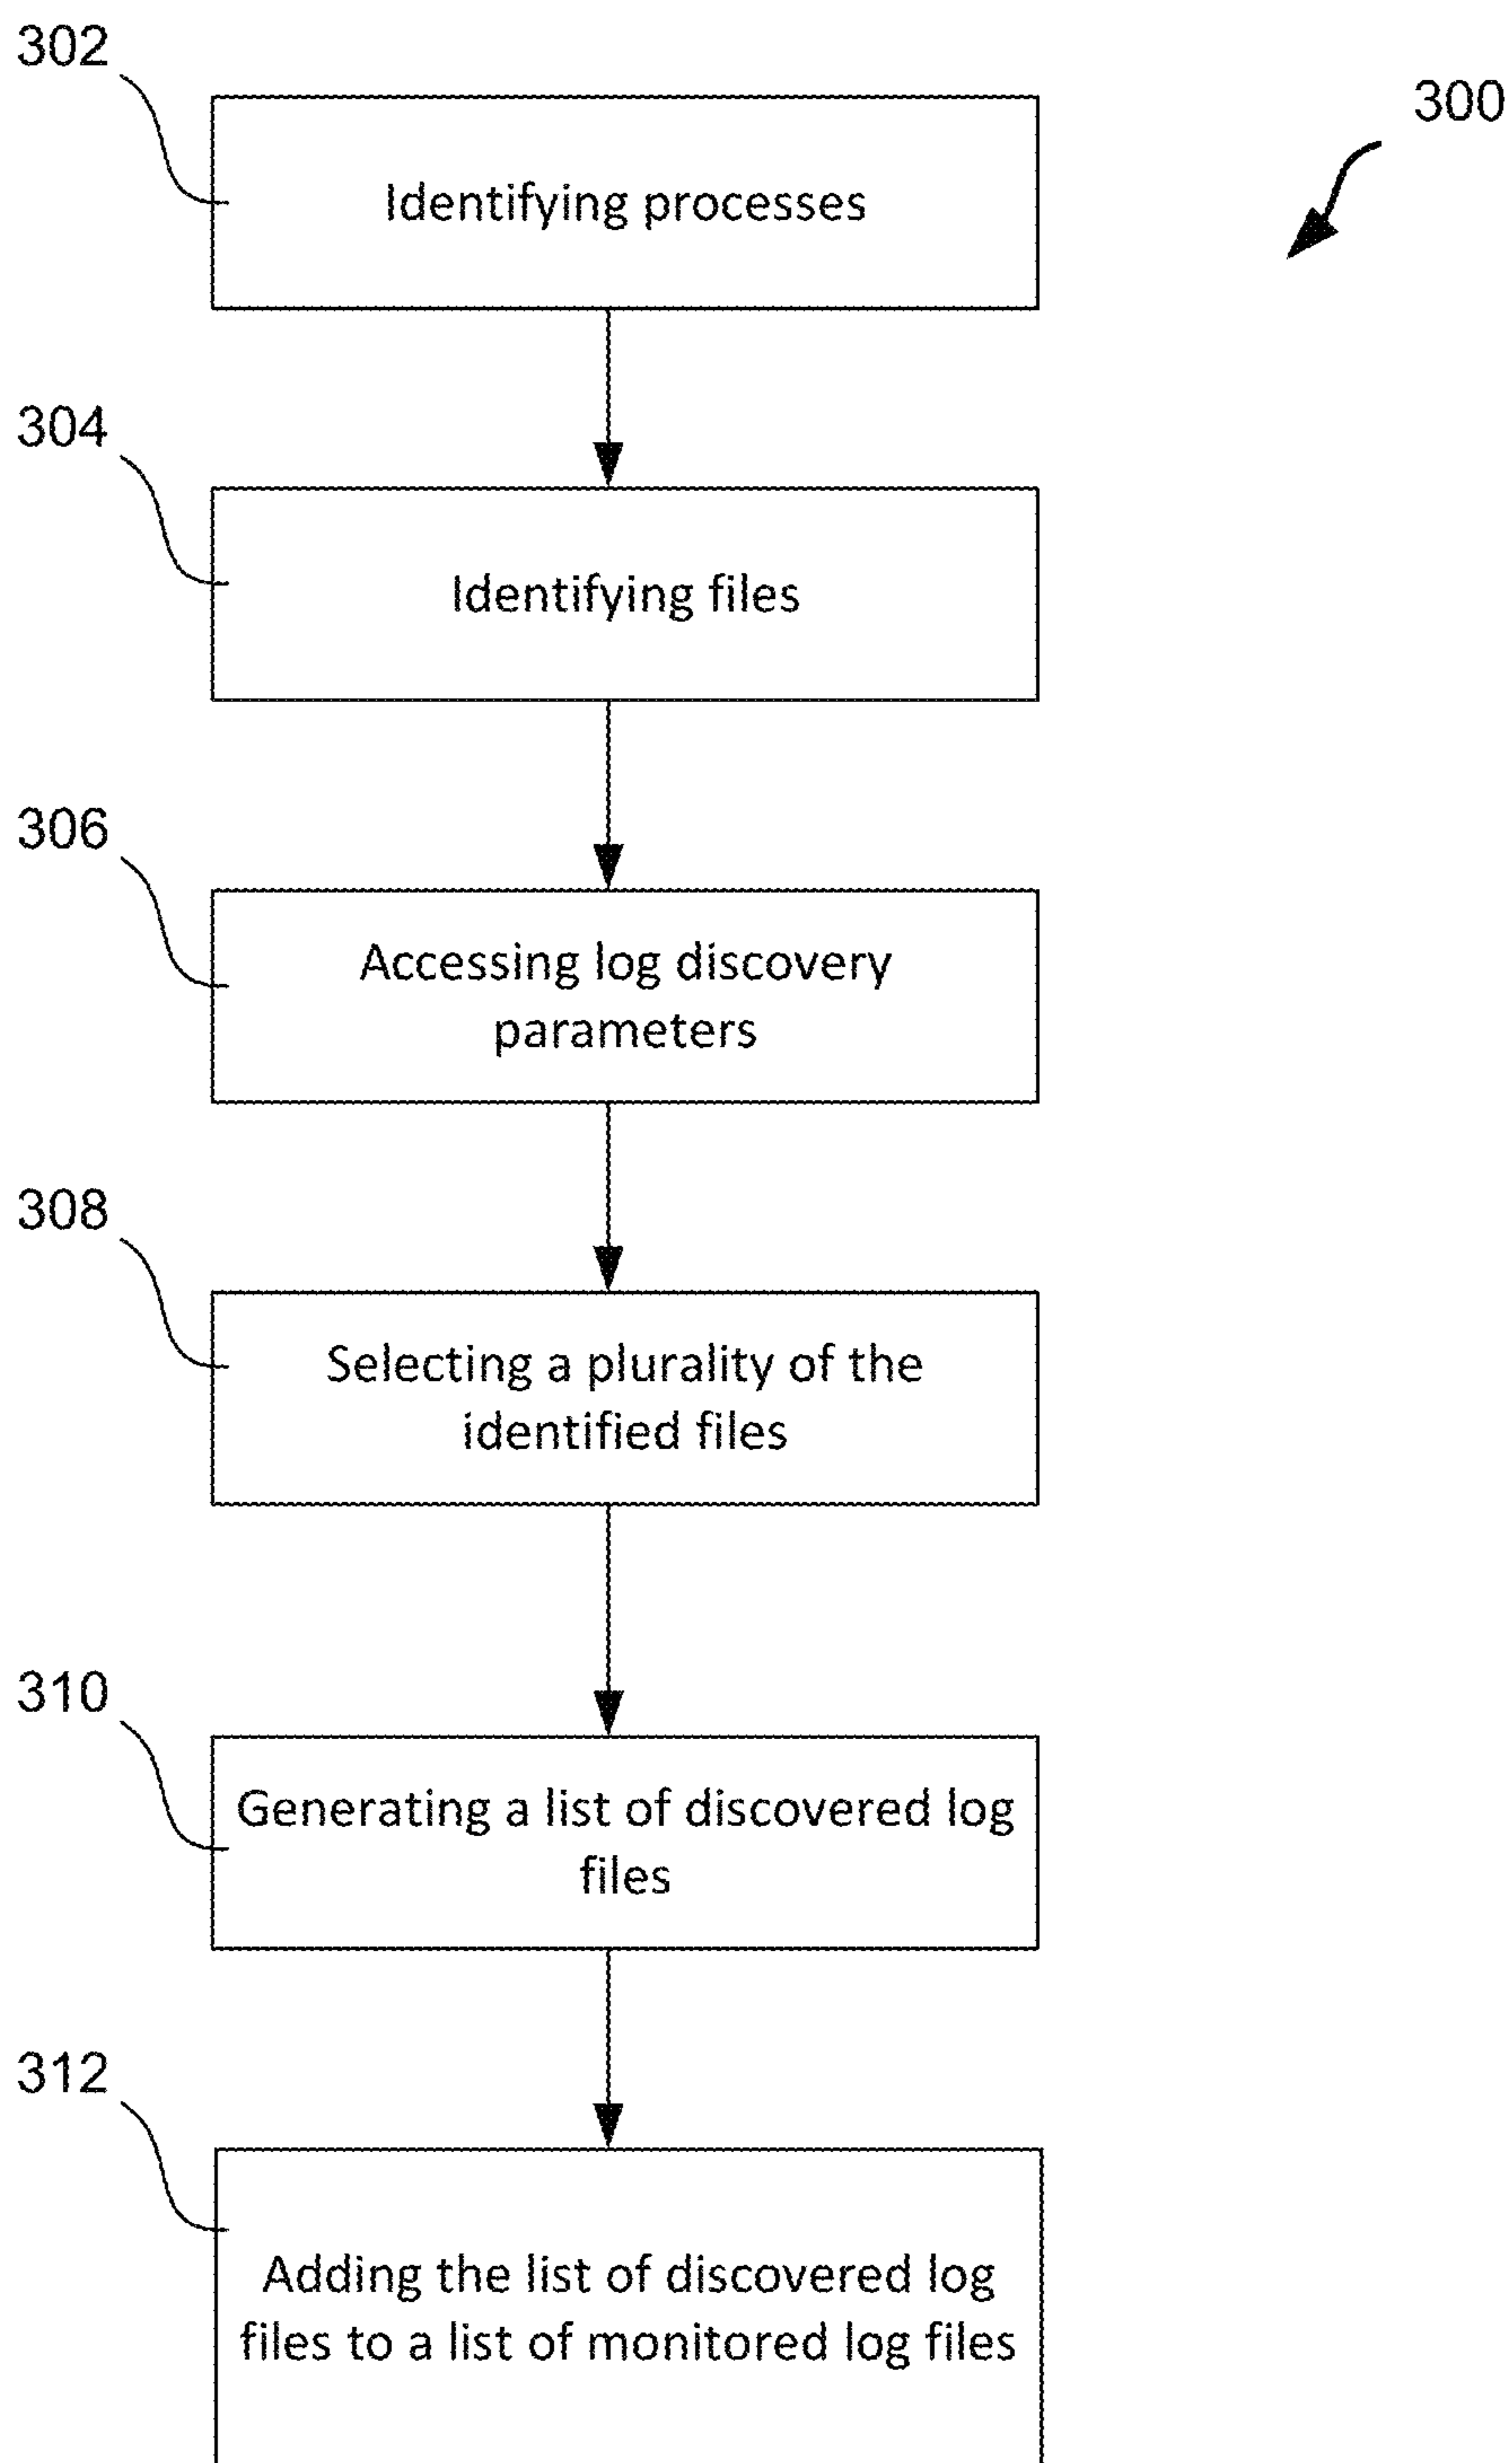 302
300
Identifying processes
304
Identifying files
306
Accessing log discovery
parameters
308
Selecting a plurality of the
identified files
310
Generating a list of discovered log
files
312
Adding the list of discovered log
files to a list of monitored log files